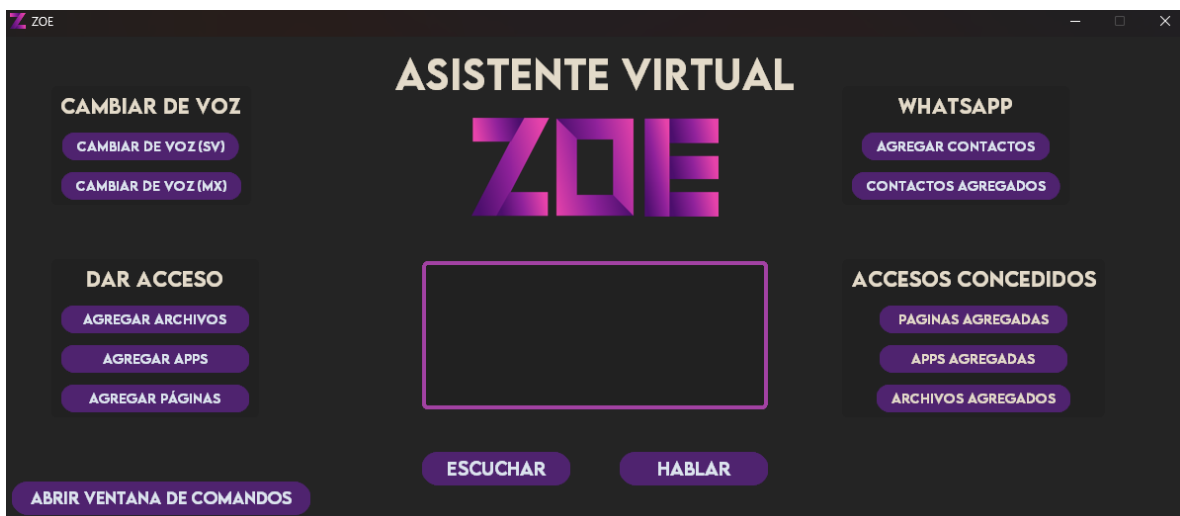 ZOE
ASISTENTE VIRTUAL
ZOE
CAMBIAR DE VOZ
CAMBIAR DE VOZ (SV)
CAMBIAR DE VOZ (MX)
WHATSAPP
AGREGAR CONTACTOS
CONTACTOS AGREGADOS
DAR ACCESO
AGREGAR ARCHIVOS
AGREGAR APPS
AGREGAR PÁGINAS
ACCESOS CONCEDIDOS
PAGINAS AGREGADAS
APPS AGREGADAS
ARCHIVOS AGREGADOS
ESCUCHAR
HABLAR
ABRIR VENTANA DE COMANDOS